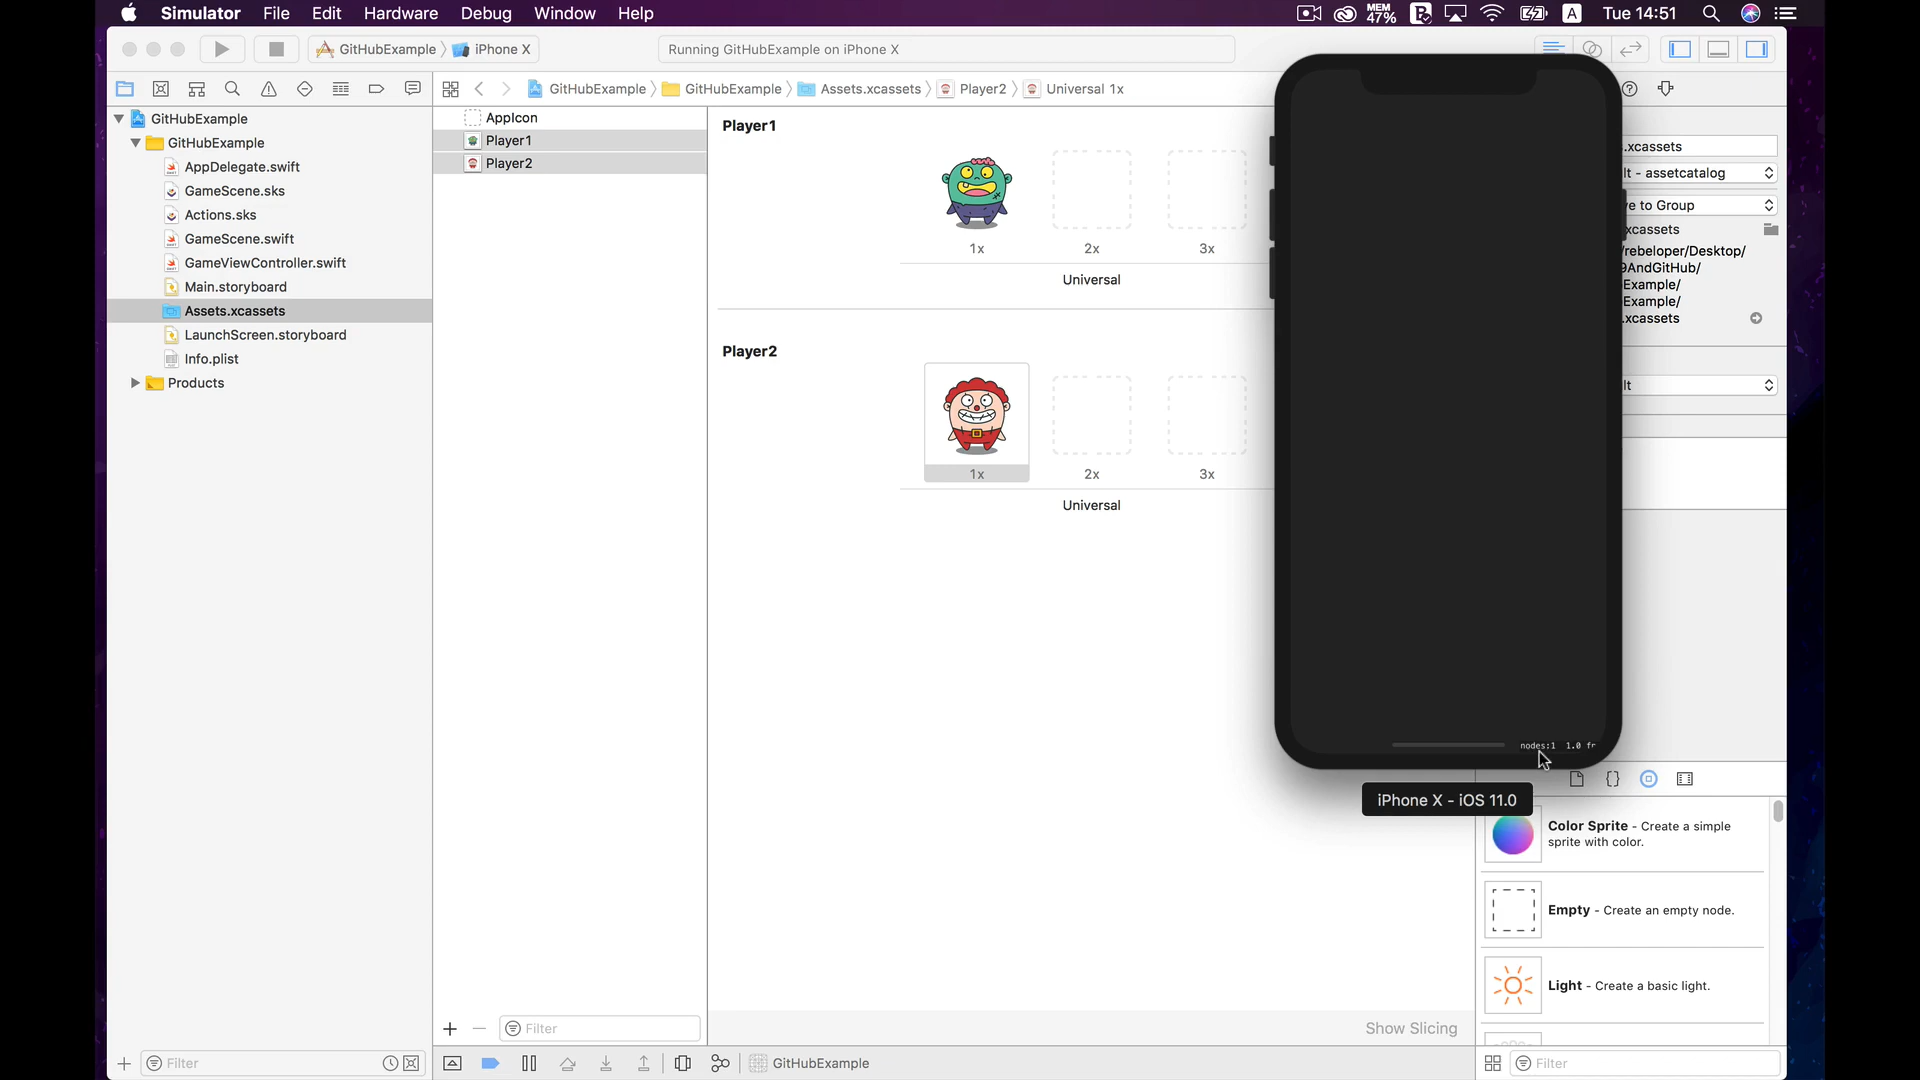 Simulator File Edit Hardware Debug Window Help MEM 47% A Tue 14:51
GitHubExample iPhone X Running GitHubExample on iPhone X
GitHubExample GitHubExample Assets.xcassets Player2 Universal 1x
GitHubExample
GitHubExample
AppDelegate.swift
GameScene.sks
Actions.sks
GameScene.swift
GameViewController.swift
Main.storyboard
Assets.xcassets
LaunchScreen.storyboard
Info.plist
Products
AppIcon
Player1
Player2
Player1
1x 2x 3x
Universal
Player2
1x 2x 3x
Universal
.xcassets
lt - assetcatalog
ve to Group
xcassets
/rebeloper/Desktop/
9AndGitHub/
Example/
Example/
.xcassets
lt
nodes:1 1.0 fr
iPhone X - iOS 11.0
Color Sprite - Create a simple
sprite with color.
Empty - Create an empty node.
Light - Create a basic light.
Filter
Show Slicing
Filter
GitHubExample
Filter